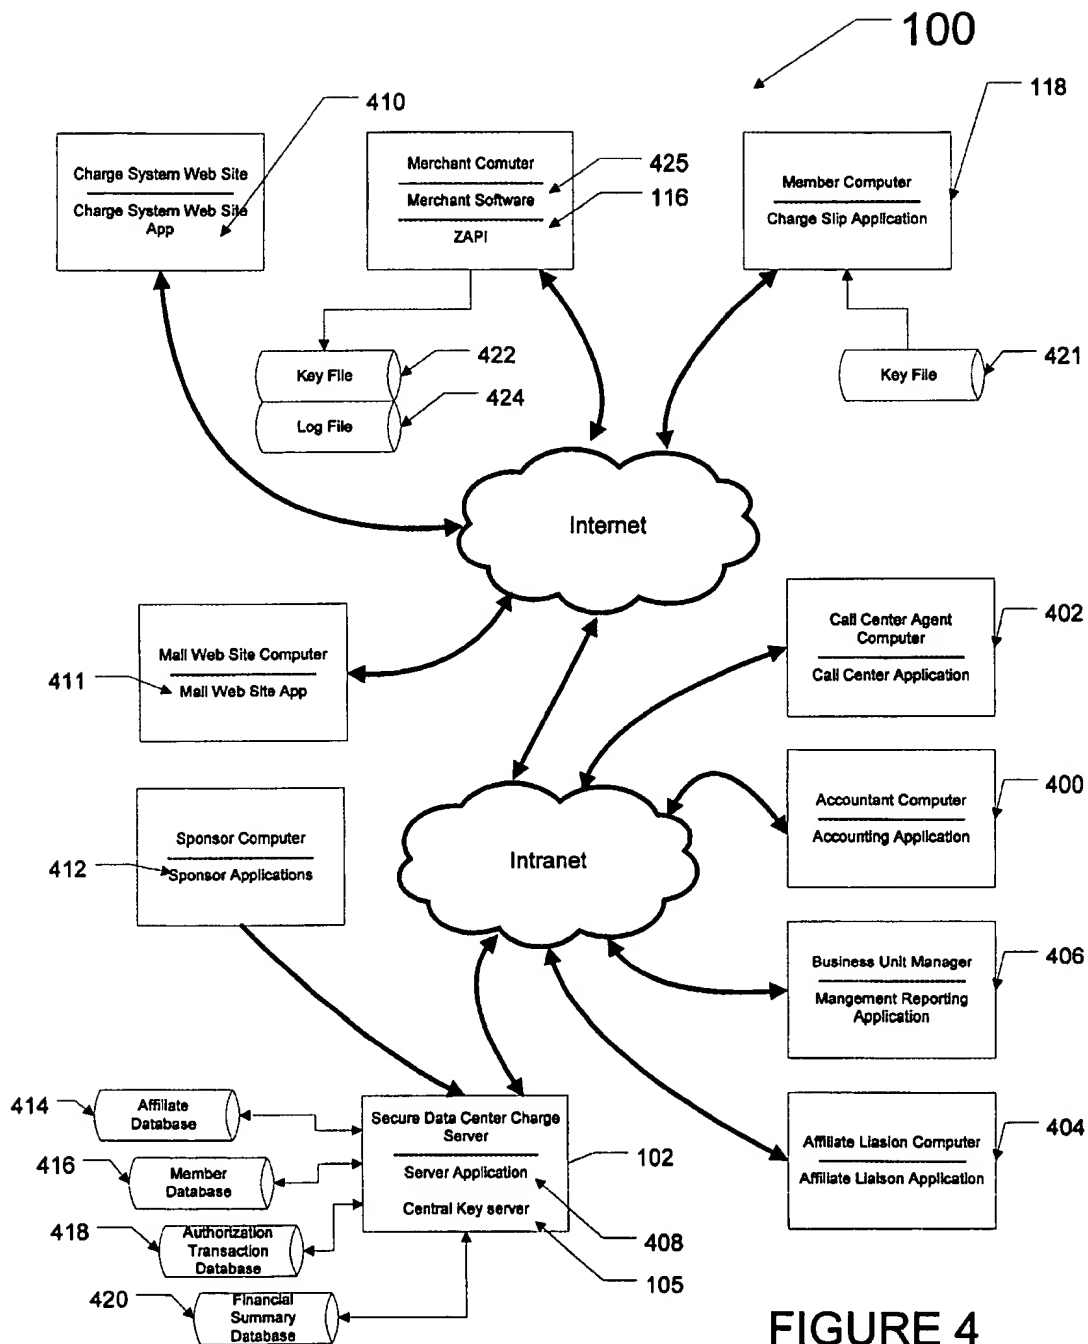 100
410
118
Charge System Web Site
Charge System Web Site
App
Merchant Comuter
Merchant Software
ZAPI
425
116
Member Computer
Charge Slip Application
Key File
422
Log File
424
Key File
421
Internet
Mall Web Site Computer
Mall Web Site App
411
Call Center Agent
Computer
Call Center Application
402
Sponsor Computer
Sponsor Applications
412
Intranet
Accountant Computer
Accounting Application
400
Business Unit Manager
Mangement Reporting
Application
406
414
Affiliate
Database
416
Member
Database
418
Authorization
Transaction
Database
420
Financial
Summary
Database
Secure Data Center Charge
Server
Server Application
Central Key server
102
408
105
Affiliate Liasion Computer
Affiliate Liaison Application
404
FIGURE 4